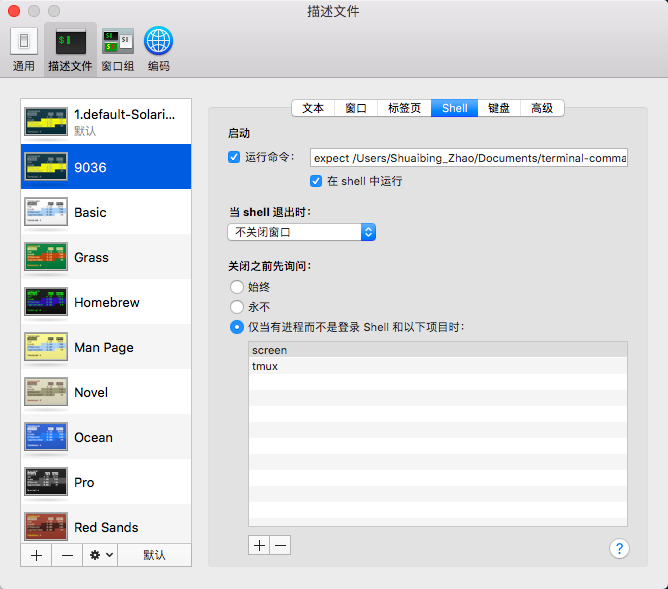 描述文件
通用
描述文件
窗口组
编码
1.default-Solari...
默认
9036
Basic
Grass
Homebrew
Man Page
Novel
Ocean
Pro
Red Sands
默认
文本
窗口
标签页
Shell
键盘
高级
启动
运行命令:
expect /Users/Shuaibing_Zhao/Documents/terminal-comma
在 shell 中运行
当 shell 退出时:
不关闭窗口
关闭之前先询问:
始终
永不
仅当有进程而不是登录 Shell 和以下项目时:
screen
tmux
?